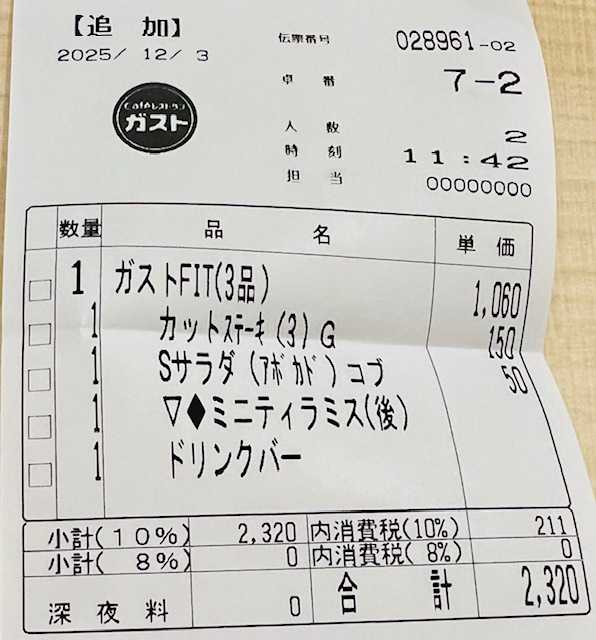 【追 加】
2025/ 12/ 3
伝票番号 028961-02
卓 番 7-2
Caféレストラン
ガスト
人 数 2
時 刻 11:42
担 当 00000000
数量 品 名 単 価
1 ガストFIT(3品) 1,060
1 カットステーキ(3)G 150
1 Sサラダ(アボカド)コブ 50
1 ▽◆ミニティラミス(後)
1 ドリンクバー
小計(10%) 2,320 内消費税(10%) 211
小計( 8%) 0 内消費税( 8%) 0
深 夜 料 0 合 計 2,320